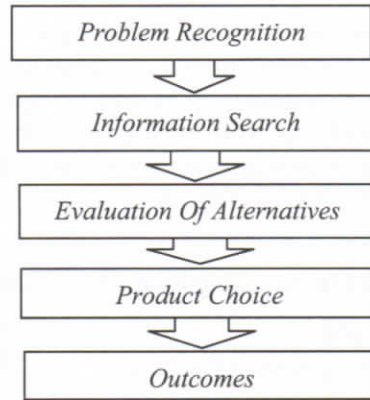 Problem Recognition
Information Search
Evaluation Of Alternatives
Product Choice
Outcomes